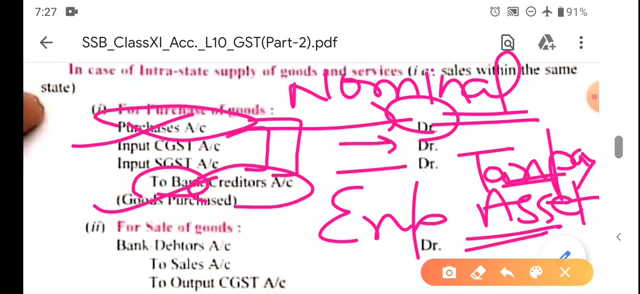 7:27 91%
SSB_ClassXI_Acc._L10_GST(Part-2).pdf
In case of Intra-state supply of goods and services (i.e. sales within the same
state)
Nominal
(i) For Purchase of goods :
Purchases A/c Dr.
Input CGST A/c Dr.
Input SGST A/c Dr.
To Bank Creditors A/c
(Goods Purchased)
Asset
(ii) For Sale of goods :
Bank Debtors A/c Dr.
To Sales A/c
To Output CGST A/c